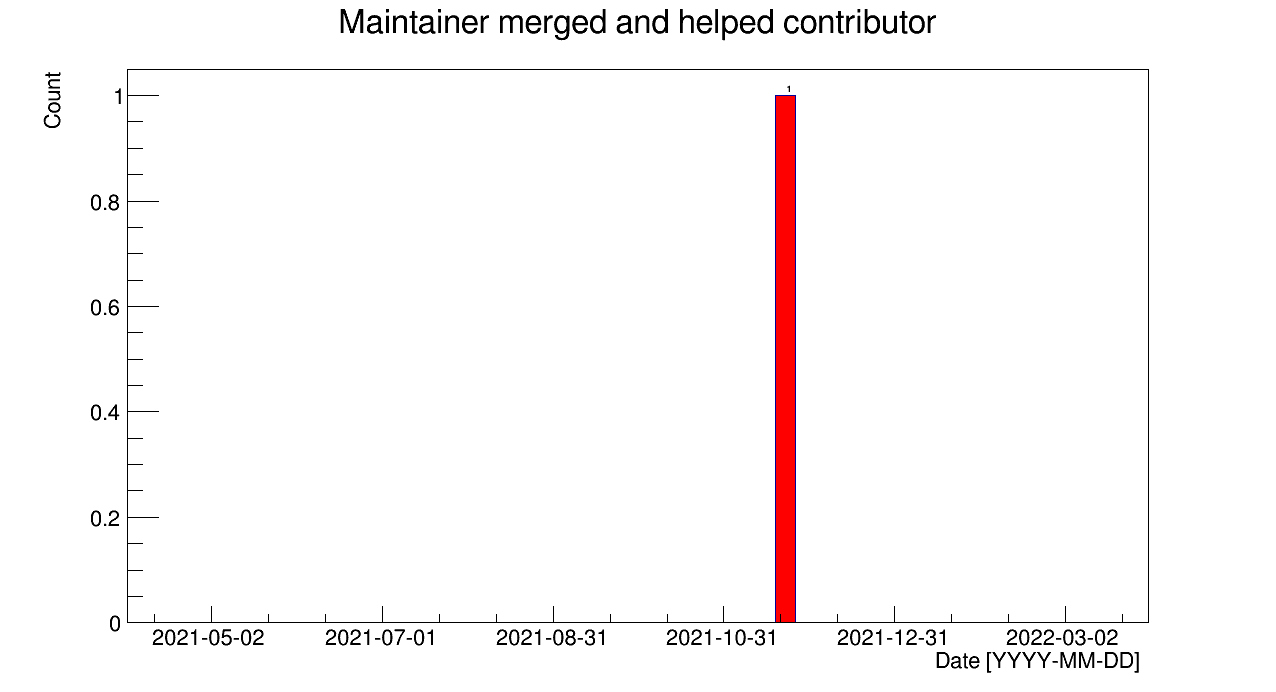 Maintainer merged and helped contributor
Count
1
1
0.8
0.6
0.4
0.2
0
2021-05-02 2021-07-01 2021-08-31 2021-10-31 2021-12-31 2022-03-02
Date [YYYY-MM-DD]